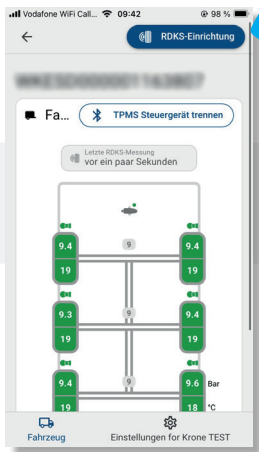 Vodafone WiFi Call... 09:42 98 %
RDKS-Einrichtung
Fa... TPMS Steuergerät trennen
Letzte RDKS-Messung
vor ein paar Sekunden
9.4 9 9.4
19 19
9.3 9 9.4
19 19
9.4 9 9.6 Bar
19 18 °C
Fahrzeug Einstellungen for Krone TEST